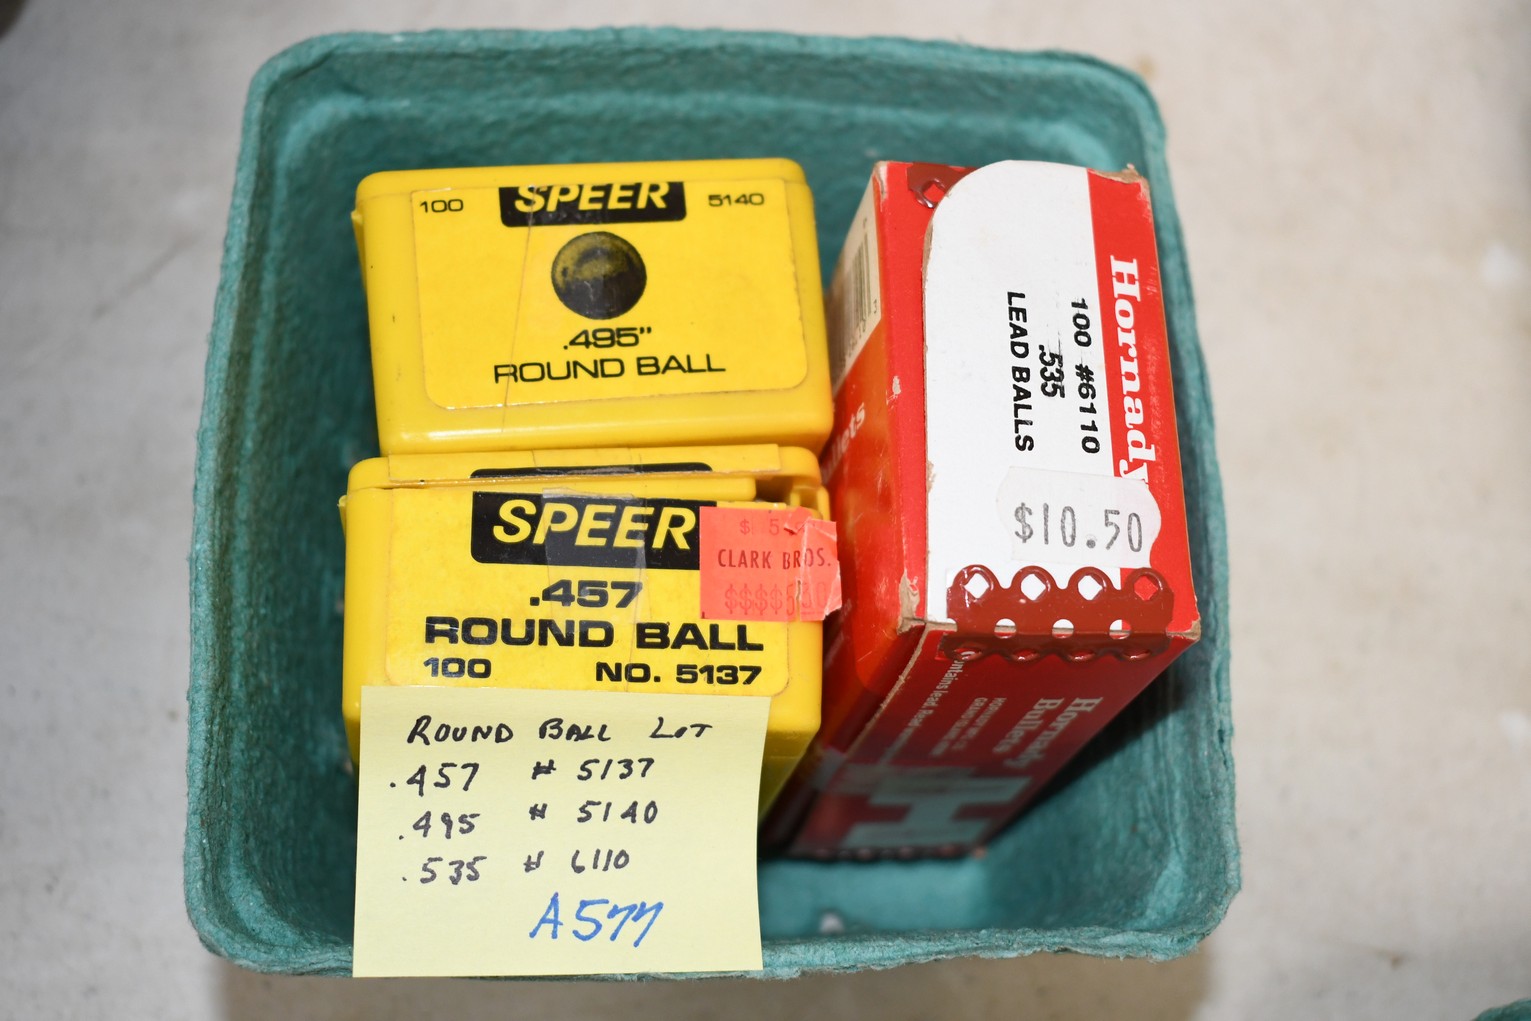 100 SPEER 5140
.495"
ROUND BALL
SPEER
.457
ROUND BALL
100 NO. 5137
CLARK BROS.
Hornady
100 #6110
.535
LEAD BALLS
$10.50
Hornady
Bullets
ROUND BALL LOT
.457 # 5137
.495 # 5140
.535 # 6110
A577